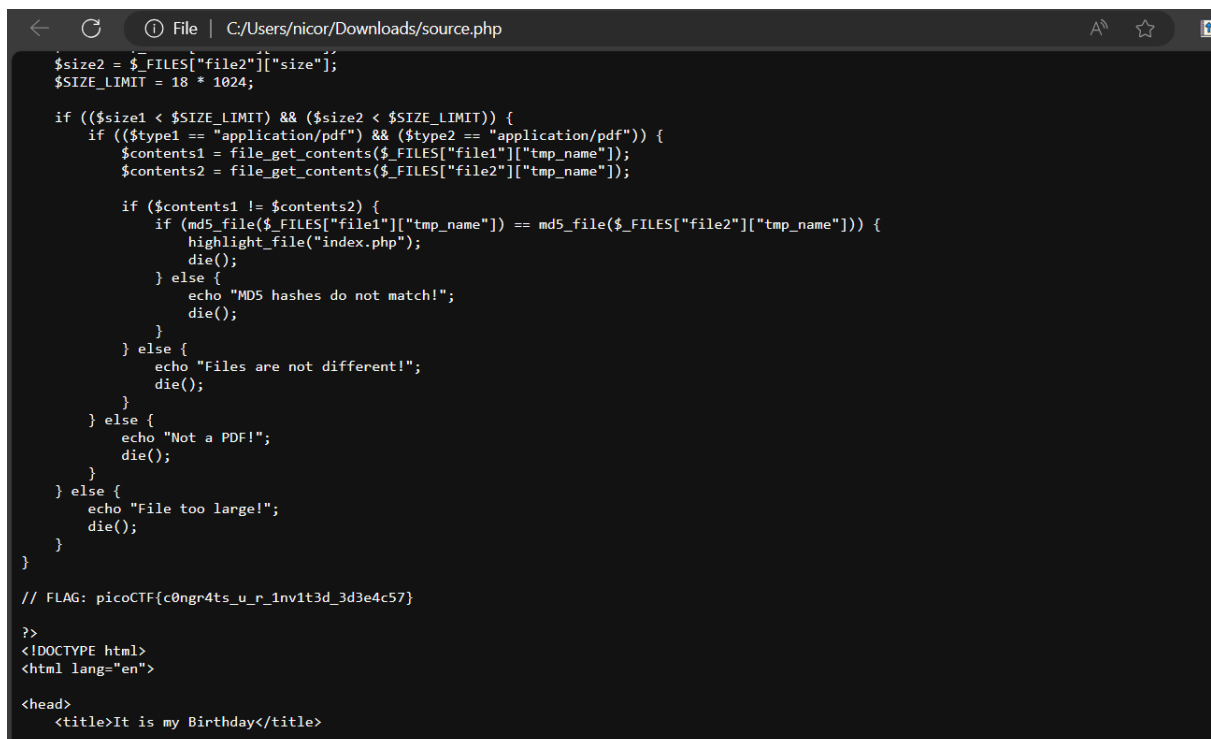 File | C:/Users/nicor/Downloads/source.php
$size2 = $_FILES["file2"]["size"];
$SIZE_LIMIT = 18 * 1024;
if (($size1 < $SIZE_LIMIT) && ($size2 < $SIZE_LIMIT)) {
if (($type1 == "application/pdf") && ($type2 == "application/pdf")) {
$contents1 = file_get_contents($_FILES["file1"]["tmp_name"]);
$contents2 = file_get_contents($_FILES["file2"]["tmp_name"]);
if ($contents1 != $contents2) {
if (md5_file($_FILES["file1"]["tmp_name"]) == md5_file($_FILES["file2"]["tmp_name"])) {
highlight_file("index.php");
die();
} else {
echo "MD5 hashes do not match!";
die();
}
} else {
echo "Files are not different!";
die();
}
} else {
echo "Not a PDF!";
die();
}
} else {
echo "File too large!";
die();
}
}
// FLAG: picoCTF{c0ngr4ts_u_r_1nv1t3d_3d3e4c57}
?>
<!DOCTYPE html>
<html lang="en">
<head>
<title>It is my Birthday</title>